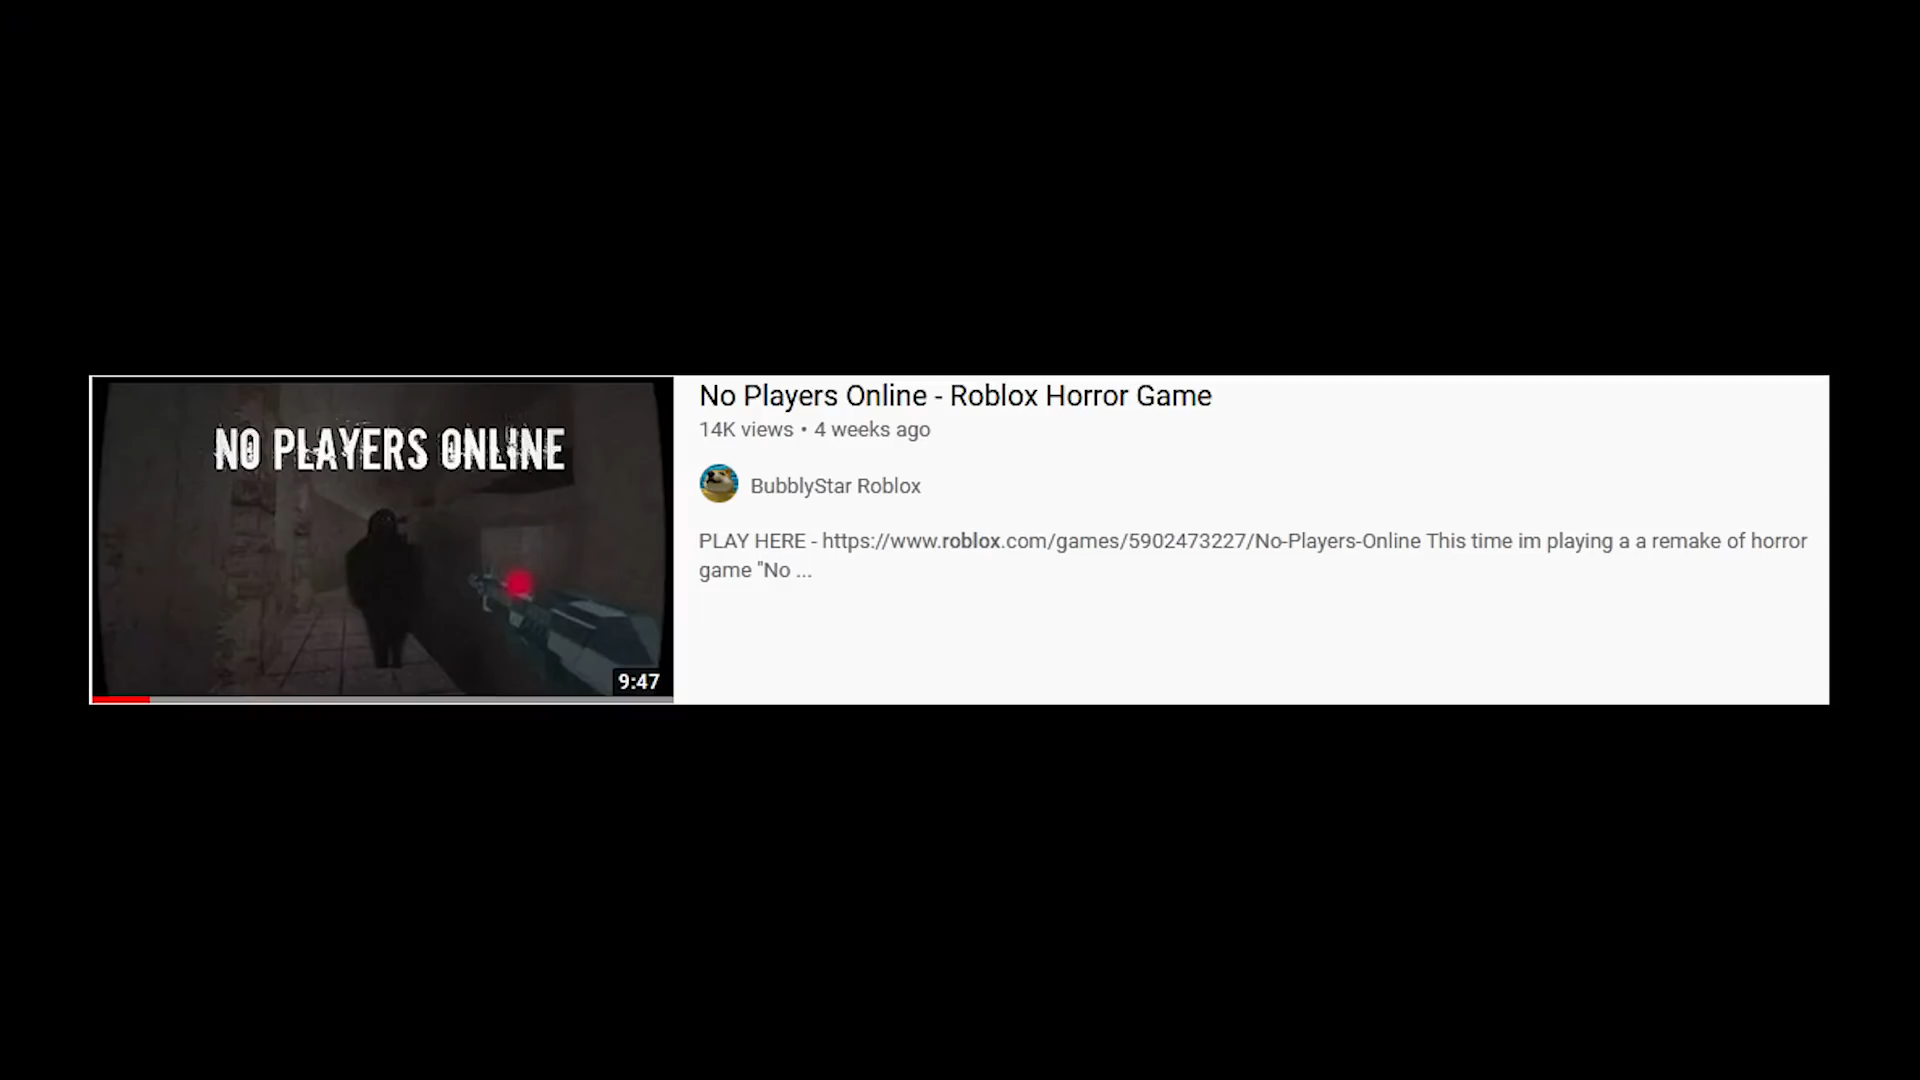 NO PLAYERS ONLINE
9:47
No Players Online - Roblox Horror Game
14K views • 4 weeks ago
BubblyStar Roblox
PLAY HERE - https://www.roblox.com/games/5902473227/No-Players-Online This time im playing a a remake of horror
game "No ...